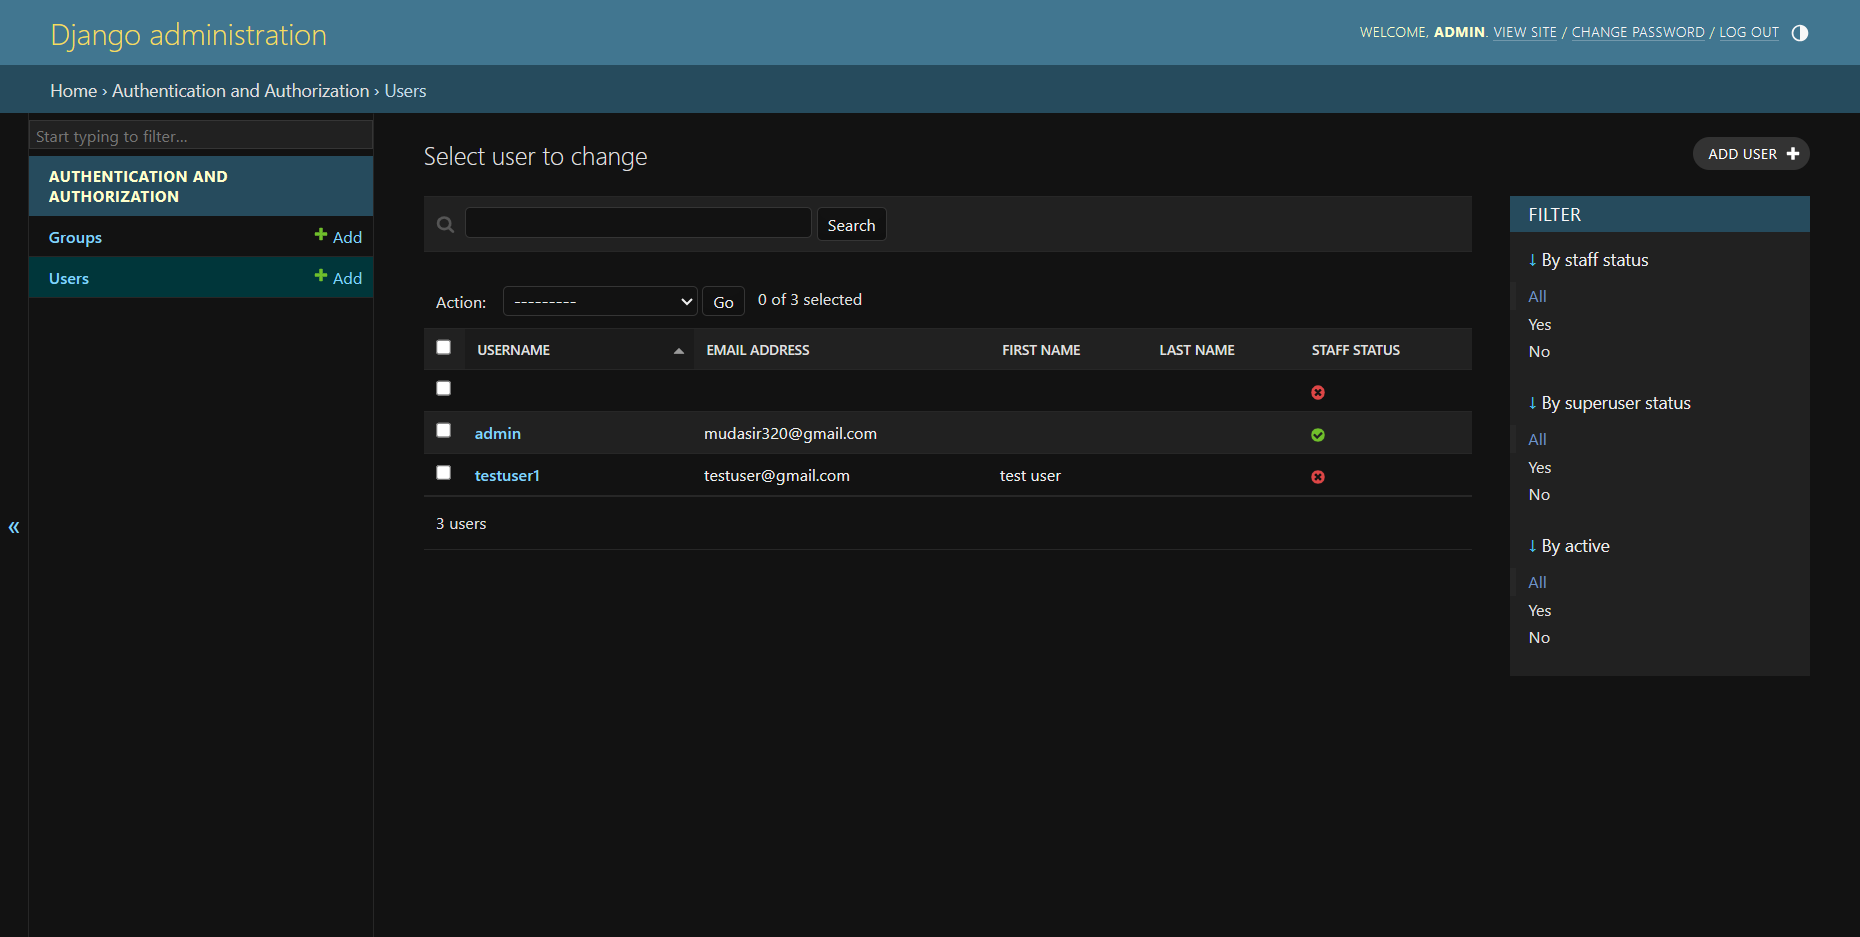 Django administration
WELCOME, ADMIN. VIEW SITE / CHANGE PASSWORD / LOG OUT
Home › Authentication and Authorization › Users
Start typing to filter...
AUTHENTICATION AND
AUTHORIZATION
Groups Add
Users Add
«
Select user to change
ADD USER
Search
Action: --------- Go 0 of 3 selected
USERNAME EMAIL ADDRESS FIRST NAME LAST NAME STAFF STATUS
admin mudasir320@gmail.com
testuser1 testuser@gmail.com test user
3 users
FILTER
↓ By staff status
All
Yes
No
↓ By superuser status
All
Yes
No
↓ By active
All
Yes
No